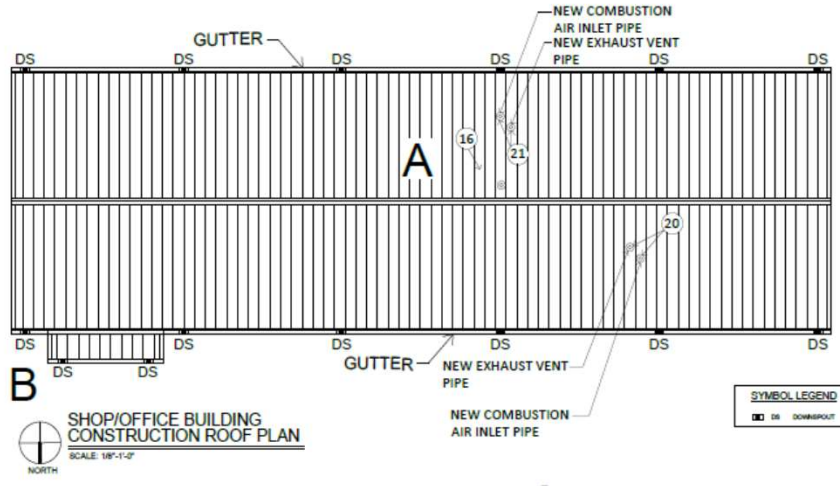 NEW COMBUSTION
AIR INLET PIPE
NEW EXHAUST VENT
PIPE
GUTTER
DS DS DS DS DS DS
16
A
21
20
DS DS DS DS DS DS
DS DS
GUTTER
NEW EXHAUST VENT
PIPE
B
NEW COMBUSTION
AIR INLET PIPE
SHOP/OFFICE BUILDING
CONSTRUCTION ROOF PLAN
SCALE: 1/8"-1'-0"
NORTH
SYMBOL LEGEND
DS DOWNSPOUT